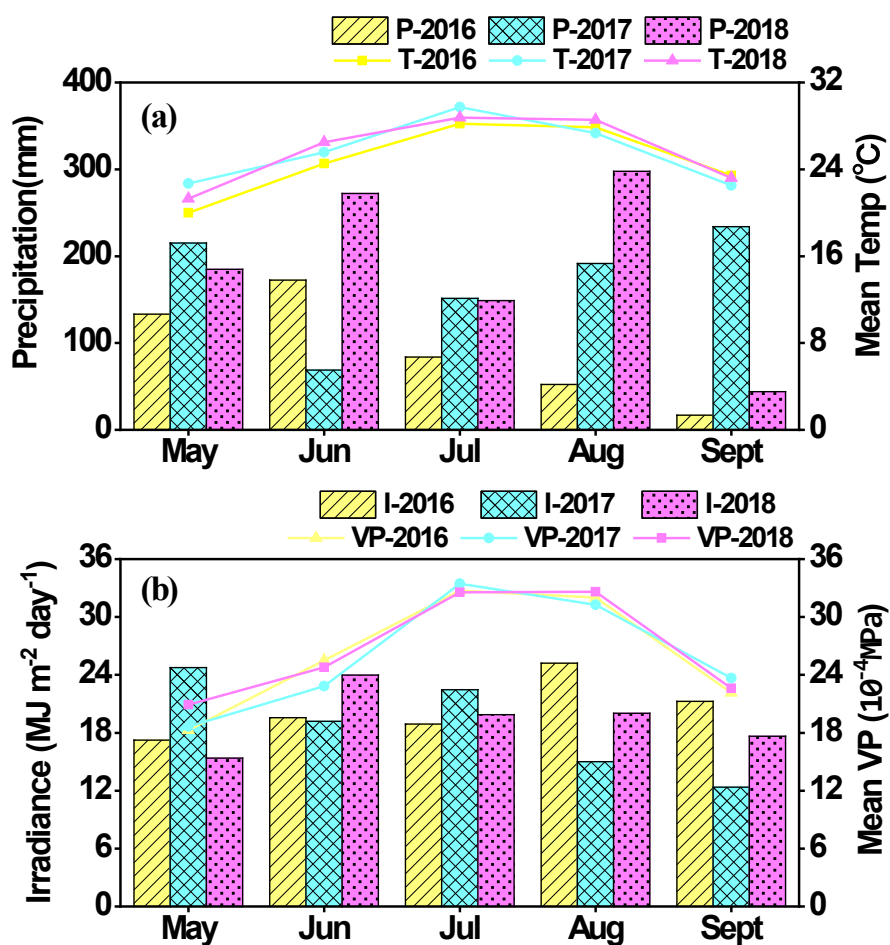 P-2016 P-2017 P-2018
T-2016 T-2017 T-2018
(a)
Precipitation(mm)
400
300
200
100
0
Mean Temp (°C)
32
24
16
8
0
May Jun Jul Aug Sept
I-2016 I-2017 I-2018
VP-2016 VP-2017 VP-2018
(b)
Irradiance (MJ m⁻² day⁻¹)
36
30
24
18
12
6
0
Mean VP (10⁻⁴MPa)
36
30
24
18
12
6
0
May Jun Jul Aug Sept